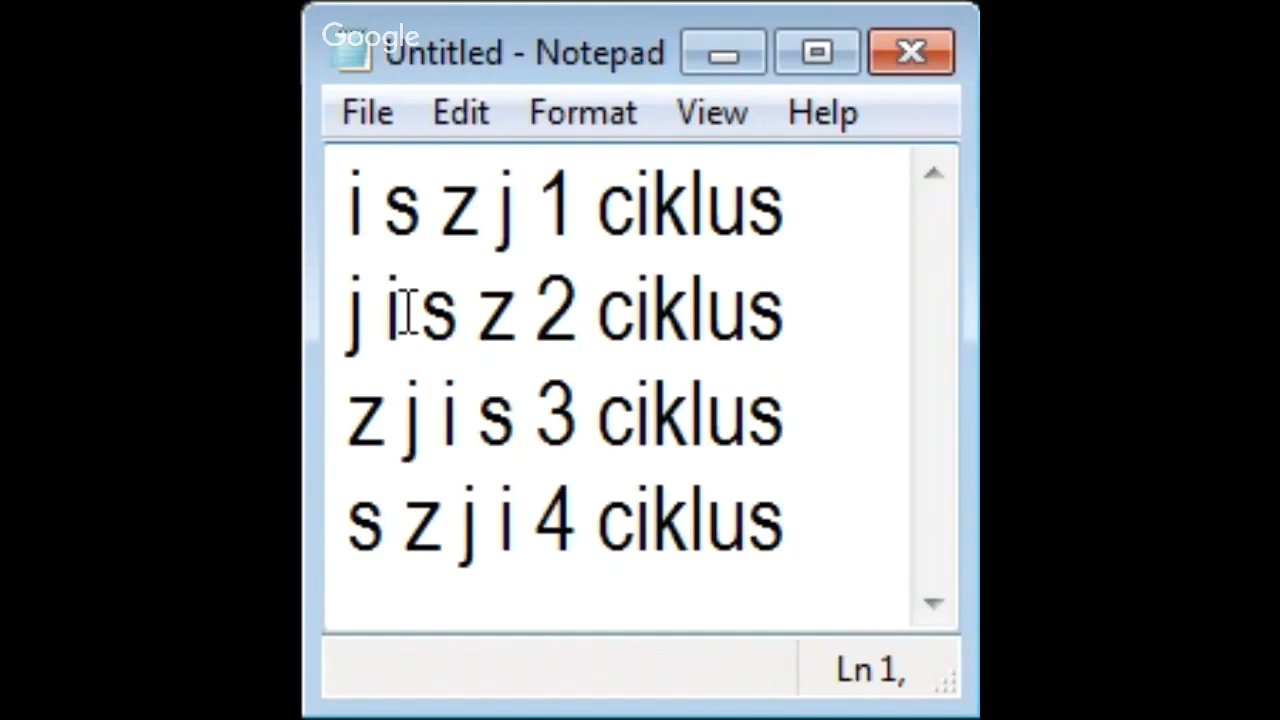 Google
Untitled - Notepad
File Edit Format View Help
i s z j 1 ciklus
j i s z 2 ciklus
z j i s 3 ciklus
s z j i 4 ciklus
Ln 1,